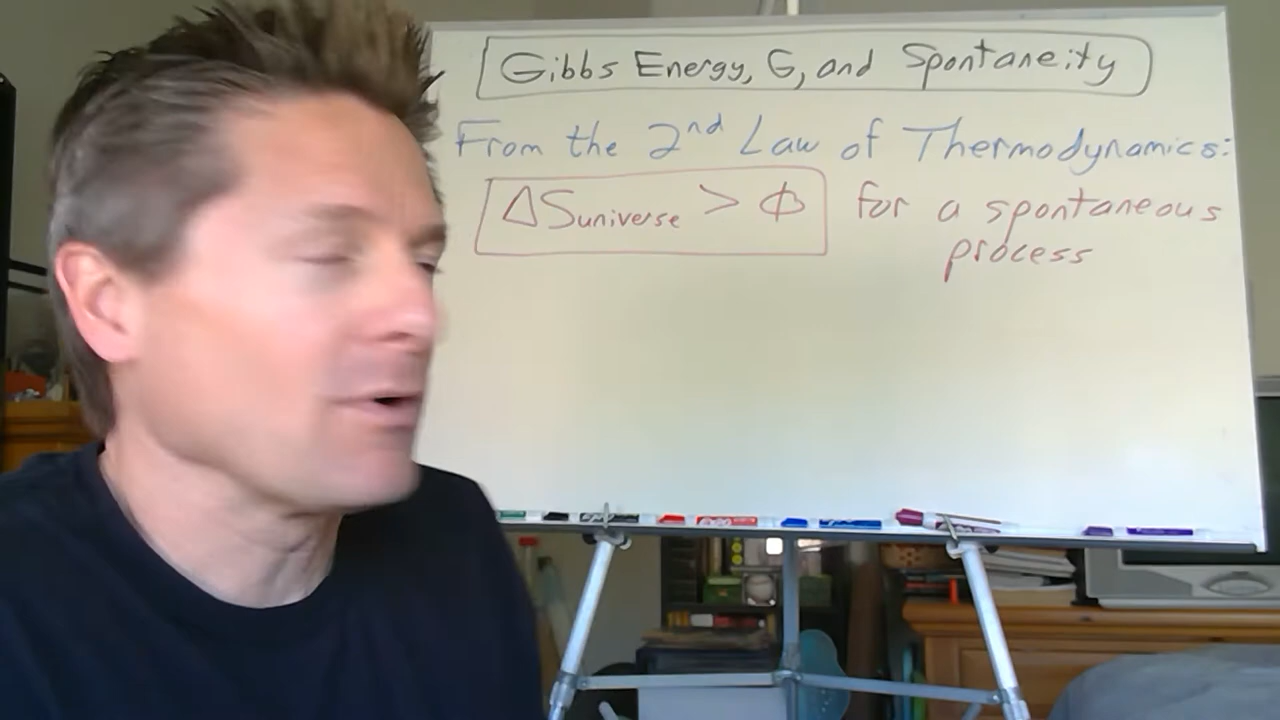 Gibbs Energy, G, and Spontaneity
From the 2nd Law of Thermodynamics:
ΔSuniverse > ϕ for a spontaneous
process